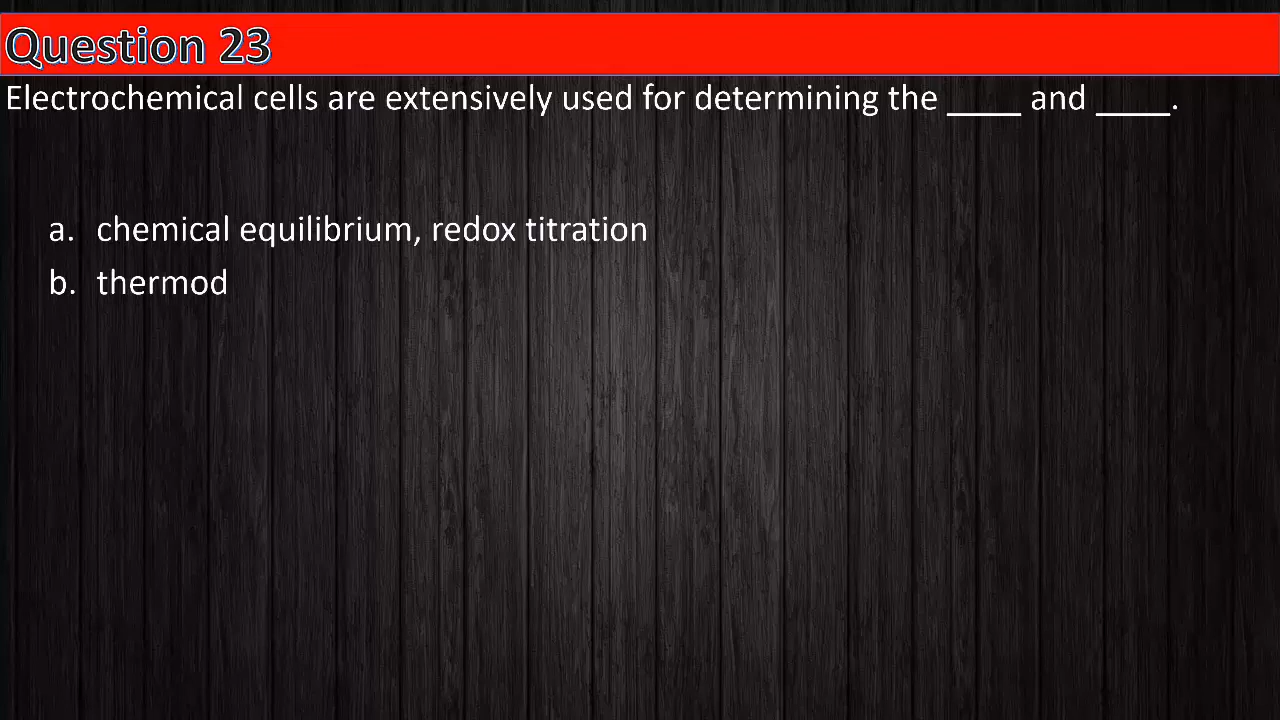 Question 23
Electrochemical cells are extensively used for determining the ____ and ____.
a. chemical equilibrium, redox titration
b. thermod